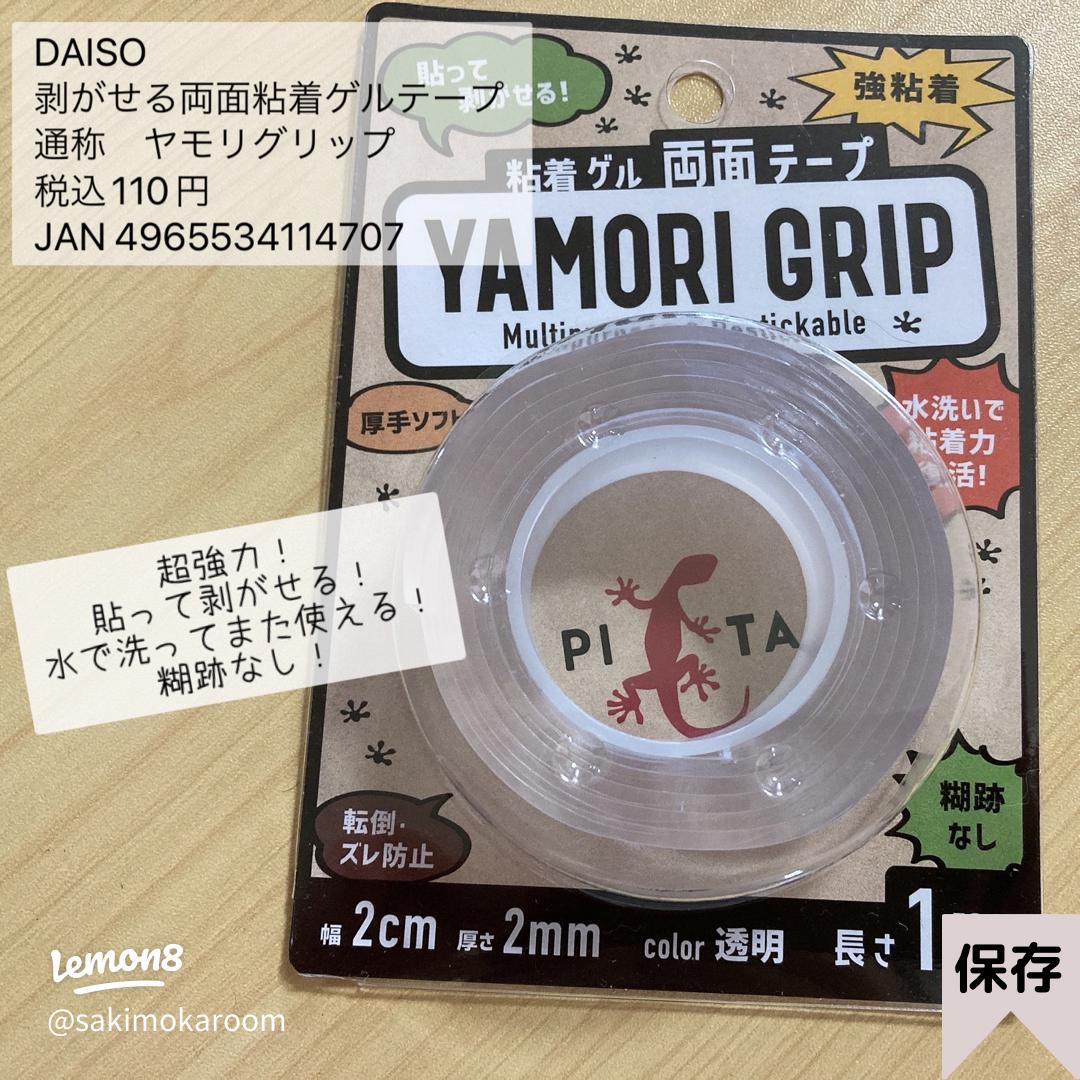 DAISO
剥がせる両面粘着ゲルテープ
通称 ヤモリグリップ
税込110円
JAN 4965534114707
貼って
剥がせる!
強粘着
粘着ゲル 両面テープ
YAMORI GRIP
厚手ソフト
水洗いで
粘着力
活!
超強力！
貼って剥がせる！
水で洗ってまた使える！
糊跡なし！
PI TA
転倒・
ズレ防止
糊跡
なし
幅 2cm 厚さ 2mm color 透明 長さ 1
保存
Lemon8
@sakimokaroom